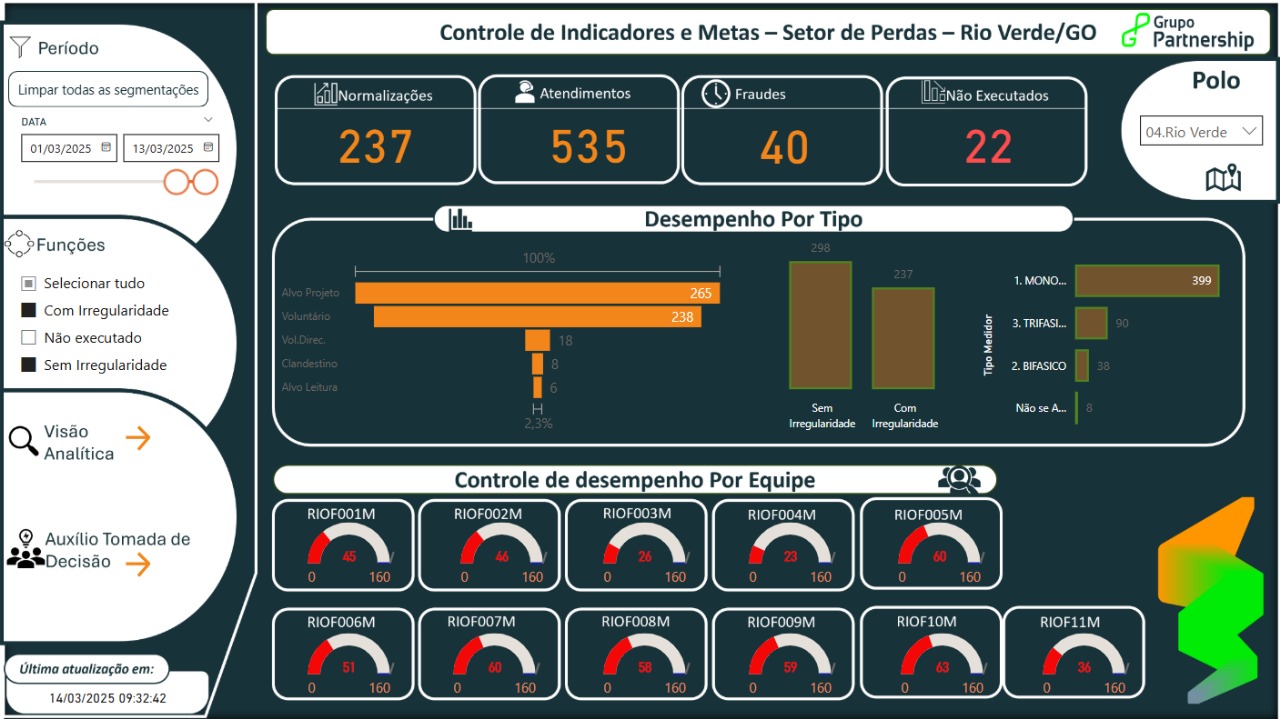 Período
Limpar todas as segmentações
DATA
01/03/2025 13/03/2025
Funções
Selecionar tudo
Com Irregularidade
Não executado
Sem Irregularidade
Visão
Analítica
Auxílio Tomada de
Decisão
Última atualização em:
14/03/2025 09:32:42
Controle de Indicadores e Metas – Setor de Perdas – Rio Verde/GO
Grupo
Partnership
Normalizações
237
Atendimentos
535
Fraudes
40
Não Executados
22
Polo
04.Rio Verde
Desempenho Por Tipo
100%
Alvo Projeto 265
Voluntário 238
Vol.Direc. 18
Clandestino 8
Alvo Leitura 6
2,3%
298
237
Sem
Irregularidade
Com
Irregularidade
Tipo Medidor
1. MONO... 399
3. TRIFASI... 90
2. BIFASICO 38
Não se A... 8
Controle de desempenho Por Equipe
RIOF001M
45
0 160
RIOF002M
46
0 160
RIOF003M
26
0 160
RIOF004M
23
0 160
RIOF005M
60
0 160
RIOF006M
51
0 160
RIOF007M
60
0 160
RIOF008M
58
0 160
RIOF009M
59
0 160
RIOF10M
63
0 160
RIOF11M
36
0 160